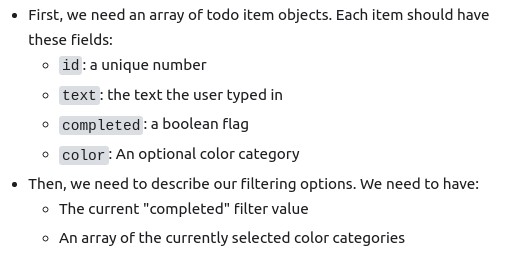 First, we need an array of todo item objects. Each item should have
these fields:
id: a unique number
text: the text the user typed in
completed: a boolean flag
color: An optional color category
Then, we need to describe our filtering options. We need to have:
The current "completed" filter value
An array of the currently selected color categories